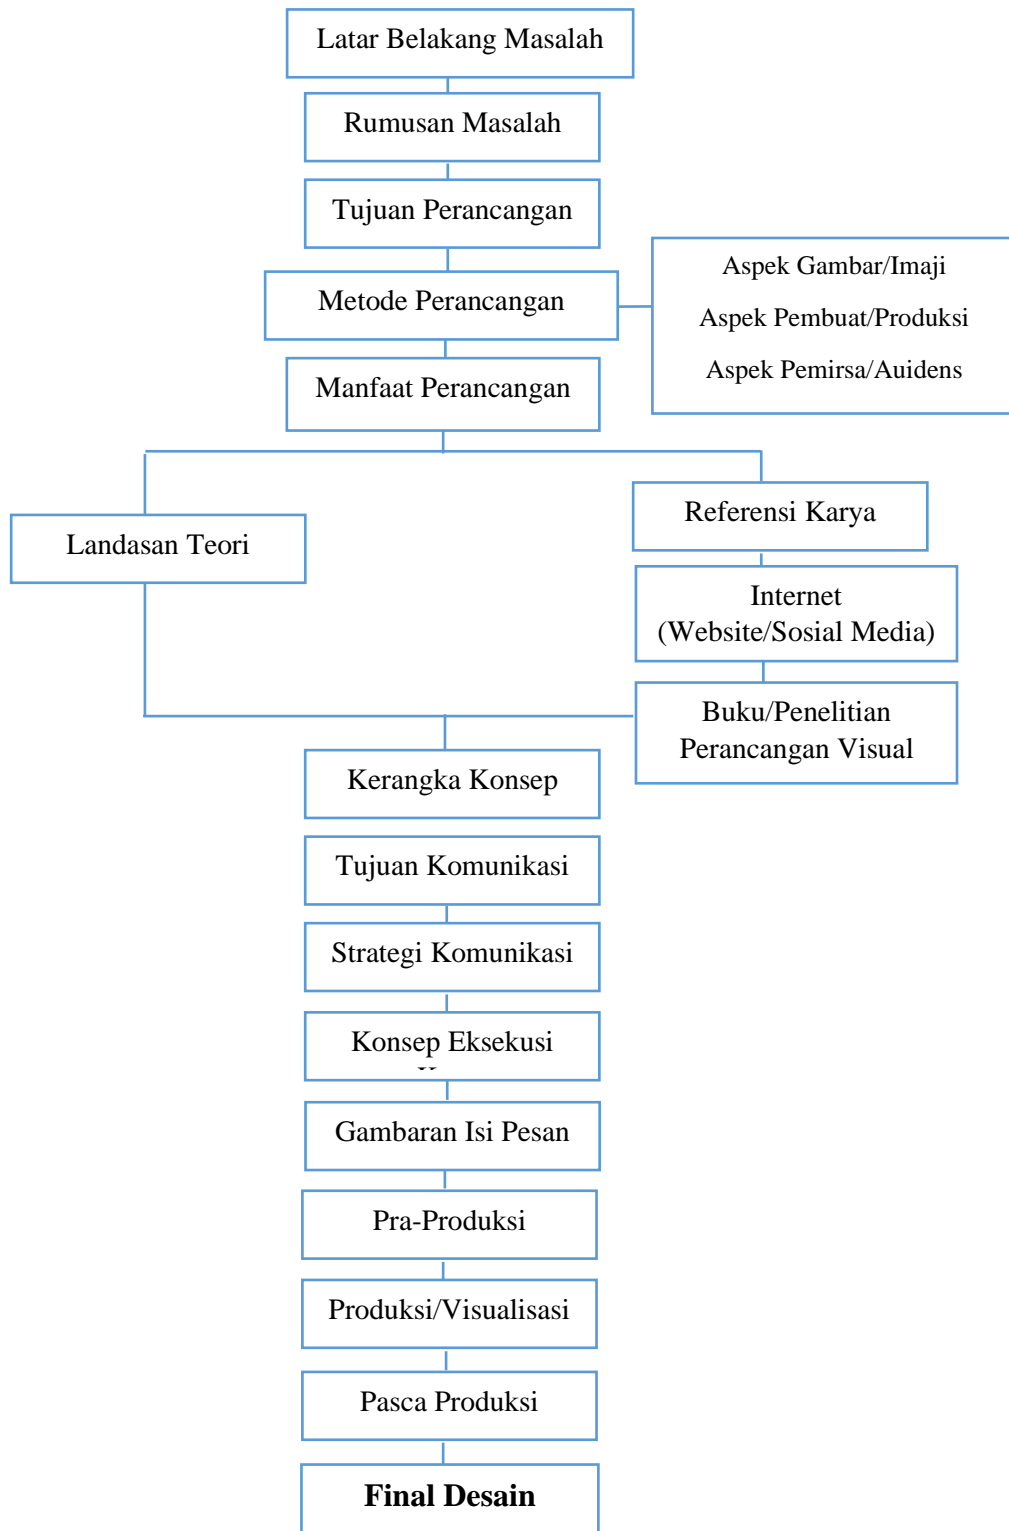 Latar Belakang Masalah
Rumusan Masalah
Tujuan Perancangan
Metode Perancangan
Aspek Gambar/Imaji
Aspek Pembuat/Produksi
Aspek Pemirsa/Auidens
Manfaat Perancangan
Landasan Teori
Referensi Karya
Internet
(Website/Sosial Media)
Buku/Penelitian
Perancangan Visual
Kerangka Konsep
Tujuan Komunikasi
Strategi Komunikasi
Konsep Eksekusi
Gambaran Isi Pesan
Pra-Produksi
Produksi/Visualisasi
Pasca Produksi
Final Desain